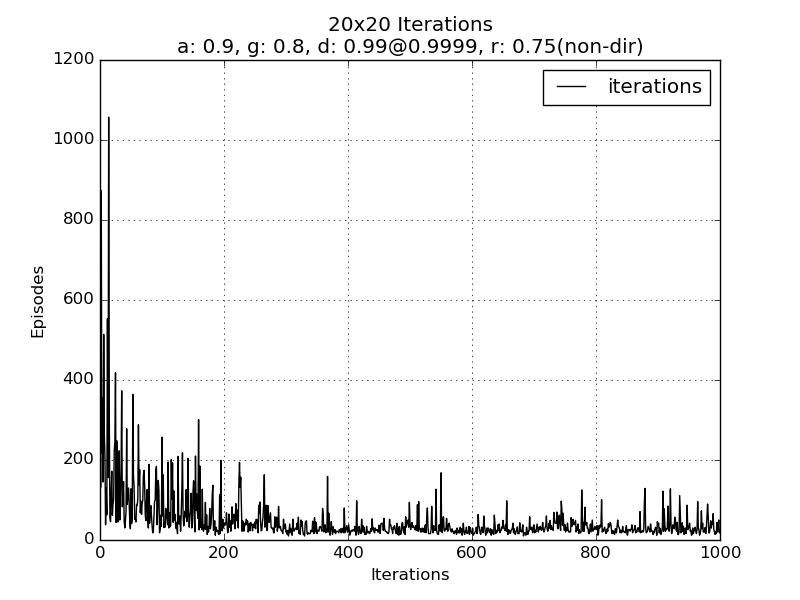 20x20 Iterations
a: 0.9, g: 0.8, d: 0.99@0.9999, r: 0.75(non-dir)
iterations
1200
1000
800
600
400
200
0
Episodes
0 200 400 600 800 1000
Iterations